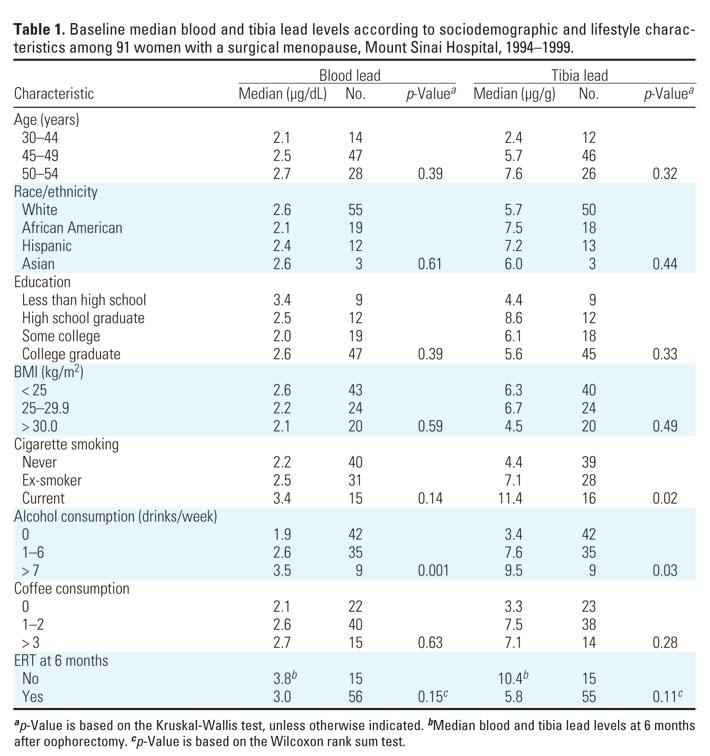 Table 1. Baseline median blood and tibia lead levels according to sociodemographic and lifestyle charac-
teristics among 91 women with a surgical menopause, Mount Sinai Hospital, 1994–1999.
Blood lead Tibia lead
Characteristic Median (µg/dL) No. p-Valueᵃ Median (µg/g) No. p-Valueᵃ
Age (years)
30–44 2.1 14 2.4 12
45–49 2.5 47 5.7 46
50–54 2.7 28 0.39 7.6 26 0.32
Race/ethnicity
White 2.6 55 5.7 50
African American 2.1 19 7.5 18
Hispanic 2.4 12 7.2 13
Asian 2.6 3 0.61 6.0 3 0.44
Education
Less than high school 3.4 9 4.4 9
High school graduate 2.5 12 8.6 12
Some college 2.0 19 6.1 18
College graduate 2.6 47 0.39 5.6 45 0.33
BMI (kg/m²)
< 25 2.6 43 6.3 40
25–29.9 2.2 24 6.7 24
> 30.0 2.1 20 0.59 4.5 20 0.49
Cigarette smoking
Never 2.2 40 4.4 39
Ex-smoker 2.5 31 7.1 28
Current 3.4 15 0.14 11.4 16 0.02
Alcohol consumption (drinks/week)
0 1.9 42 3.4 42
1–6 2.6 35 7.6 35
> 7 3.5 9 0.001 9.5 9 0.03
Coffee consumption
0 2.1 22 3.3 23
1–2 2.6 40 7.5 38
> 3 2.7 15 0.63 7.1 14 0.28
ERT at 6 months
No 3.8ᵇ 15 10.4ᵇ 15
Yes 3.0 56 0.15ᶜ 5.8 55 0.11ᶜ
ᵃp-Value is based on the Kruskal-Wallis test, unless otherwise indicated. ᵇMedian blood and tibia lead levels at 6 months
after oophorectomy. ᶜp-Value is based on the Wilcoxon rank sum test.